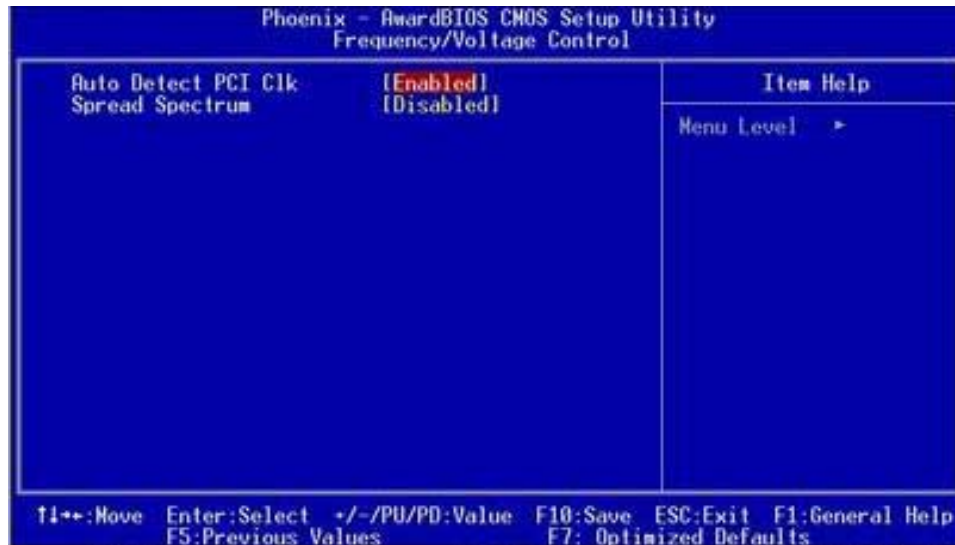 Phoenix - AwardBIOS CMOS Setup Utility
Frequency/Voltage Control
Auto Detect PCI Clk [Enabled]
Spread Spectrum [Disabled]
Item Help
Menu Level ►
↑↓→←:Move Enter:Select +/-/PU/PD:Value F10:Save ESC:Exit F1:General Help
F5:Previous Values F7: Optimized Defaults